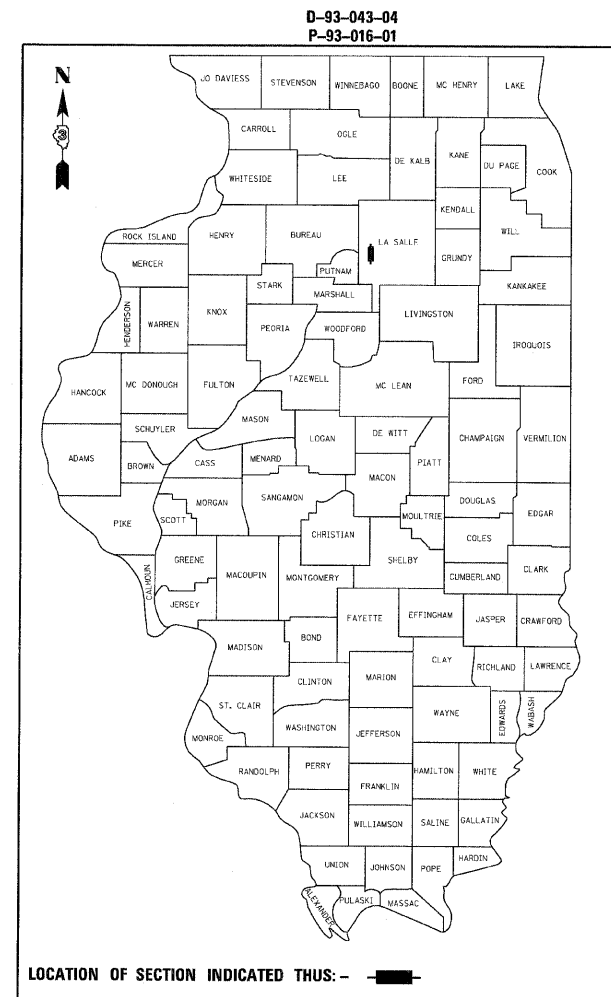 D-93-043-04
P-93-016-01
N
3
JO DAVIESS
STEVENSON
WINNEBAGO
BOONE
MC HENRY
LAKE
CARROLL
OGLE
DE KALB
KANE
DU PAGE
COOK
WHITESIDE
LEE
KENDALL
WILL
ROCK ISLAND
HENRY
BUREAU
LA SALLE
GRUNDY
MERCER
PUTNAM
STARK
MARSHALL
KANKAKEE
HENDERSON
WARREN
KNOX
PEORIA
WOODFORD
LIVINGSTON
IROQUOIS
HANCOCK
MC DONOUGH
FULTON
TAZEWELL
MC LEAN
FORD
MASON
SCHUYLER
LOGAN
DE WITT
CHAMPAIGN
VERMILION
ADAMS
BROWN
CASS
MENARD
MACON
PIATT
MORGAN
SANGAMON
DOUGLAS
EDGAR
PIKE
SCOTT
CHRISTIAN
MOULTRIE
COLES
GREENE
MACOUPIN
MONTGOMERY
SHELBY
CUMBERLAND
CLARK
CALHOUN
JERSEY
FAYETTE
EFFINGHAM
JASPER
CRAWFORD
MADISON
BOND
CLAY
RICHLAND
LAWRENCE
CLINTON
MARION
ST. CLAIR
WASHINGTON
WAYNE
EDWARDS
WABASH
MONROE
JEFFERSON
RANDOLPH
PERRY
HAMILTON
WHITE
FRANKLIN
JACKSON
WILLIAMSON
SALINE
GALLATIN
UNION
JOHNSON
POPE
HARDIN
ALEXANDER
PULASKI
MASSAC
LOCATION OF SECTION INDICATED THUS:-